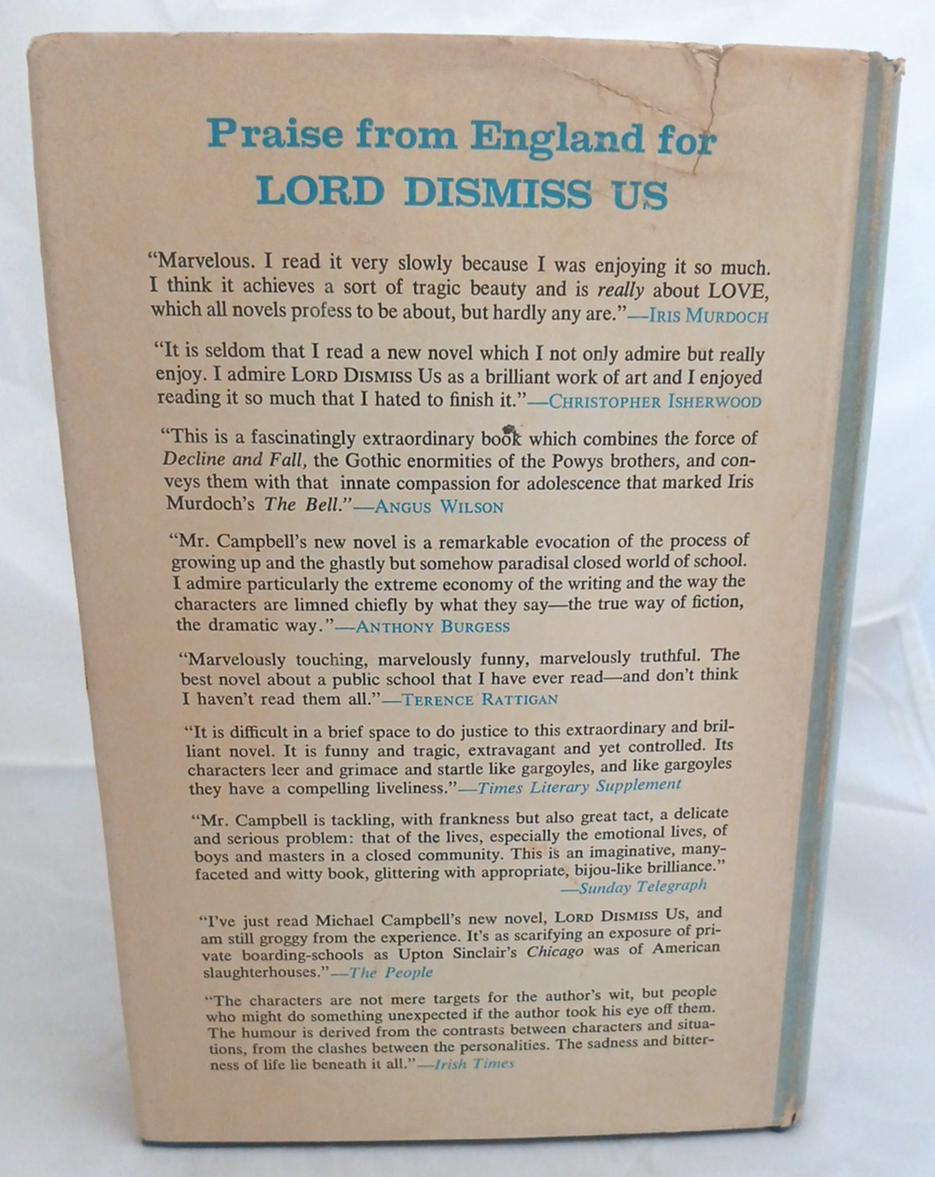 Praise from England for
LORD DISMISS US
“Marvelous. I read it very slowly because I was enjoying it so much.
I think it achieves a sort of tragic beauty and is really about LOVE,
which all novels profess to be about, but hardly any are.”—IRIS MURDOCH
“It is seldom that I read a new novel which I not only admire but really
enjoy. I admire LORD DISMISS US as a brilliant work of art and I enjoyed
reading it so much that I hated to finish it.”—CHRISTOPHER ISHERWOOD
“This is a fascinatingly extraordinary book which combines the force of
Decline and Fall, the Gothic enormities of the Powys brothers, and con-
veys them with that innate compassion for adolescence that marked Iris
Murdoch’s The Bell.”—ANGUS WILSON
“Mr. Campbell’s new novel is a remarkable evocation of the process of
growing up and the ghastly but somehow paradisal closed world of school.
I admire particularly the extreme economy of the writing and the way the
characters are limned chiefly by what they say—the true way of fiction,
the dramatic way.”—ANTHONY BURGESS
“Marvelously touching, marvelously funny, marvelously truthful. The
best novel about a public school that I have ever read—and don’t think
I haven’t read them all.”—TERENCE RATTIGAN
“It is difficult in a brief space to do justice to this extraordinary and bril-
liant novel. It is funny and tragic, extravagant and yet controlled. Its
characters leer and grimace and startle like gargoyles, and like gargoyles
they have a compelling liveliness.”—Times Literary Supplement
“Mr. Campbell is tackling, with frankness but also great tact, a delicate
and serious problem: that of the lives, especially the emotional lives, of
boys and masters in a closed community. This is an imaginative, many-
faceted and witty book, glittering with appropriate, bijou-like brilliance.”
—Sunday Telegraph
“I’ve just read Michael Campbell’s new novel, LORD DISMISS US, and
am still groggy from the experience. It’s as scarifying an exposure of pri-
vate boarding-schools as Upton Sinclair’s Chicago was of American
slaughterhouses.”—The People
“The characters are not mere targets for the author’s wit, but people
who might do something unexpected if the author took his eye off them.
The humour is derived from the contrasts between characters and situa-
tions, from the clashes between the personalities. The sadness and bitter-
ness of life lie beneath it all.”—Irish Times